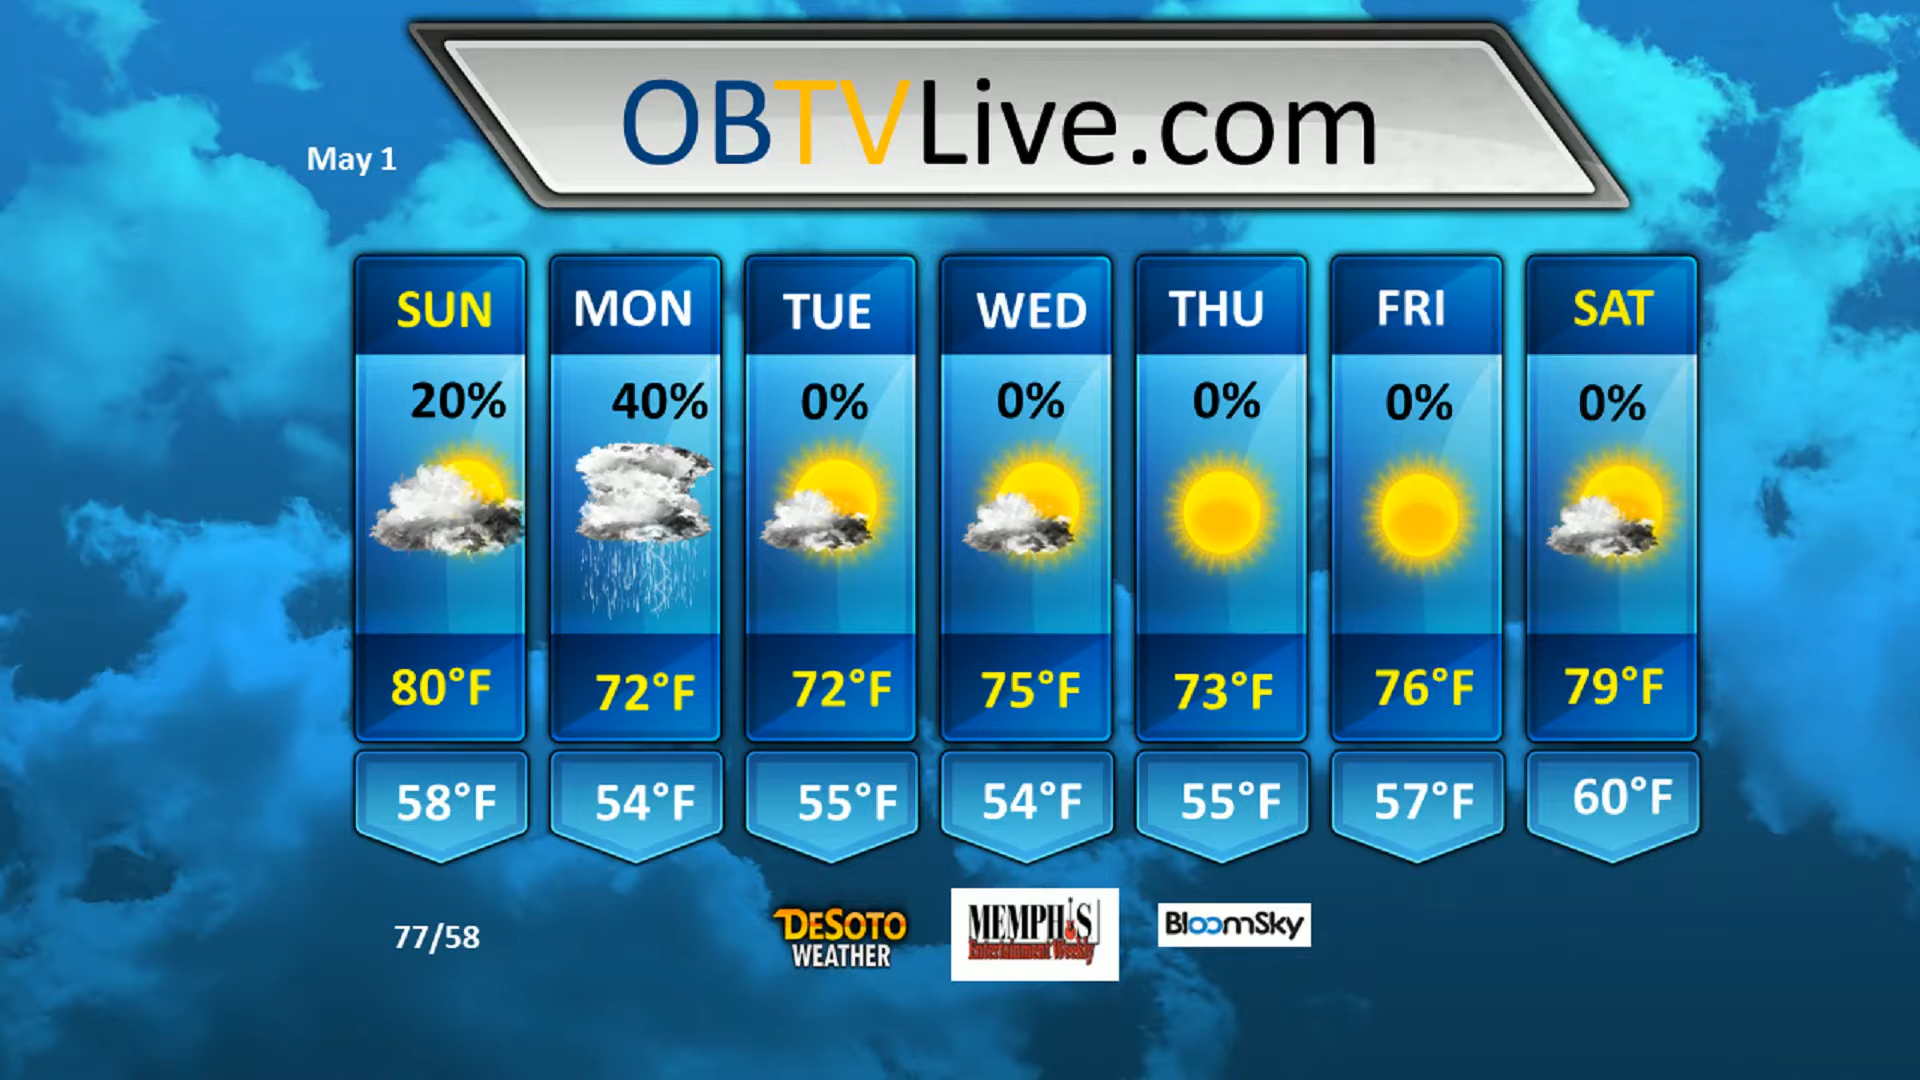 OBTVLive.com
May 1
SUN MON TUE WED THU FRI SAT
20% 40% 0% 0% 0% 0% 0%
80°F 72°F 72°F 75°F 73°F 76°F 79°F
58°F 54°F 55°F 54°F 55°F 57°F 60°F
77/58
DESOTO
WEATHER
MEMPHIS
Entertainment Weekly
BloomSky